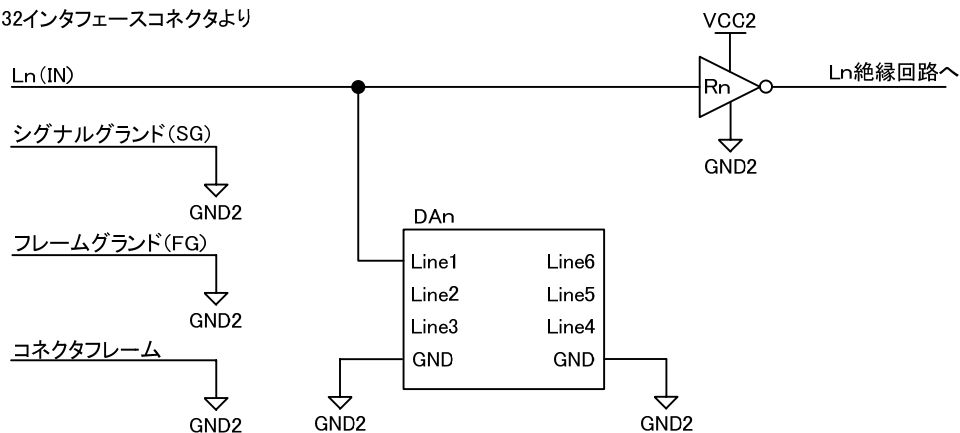 32インタフェースコネクタより
VCC2
Ln(IN)
Rn
Ln絶縁回路へ
シグナルグランド(SG)
GND2
GND2
DAn
フレームグランド(FG)
Line1
Line6
Line2
Line5
GND2
Line3
Line4
コネクタフレーム
GND
GND
GND2
GND2
GND2